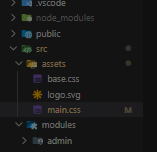 .vscode
node_modules
public
src
assets
base.css
logo.svg
main.css M
modules
admin